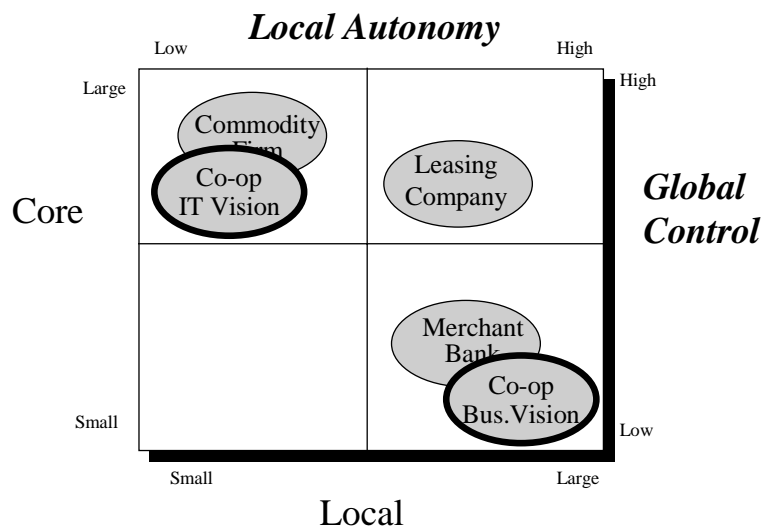 Local Autonomy
Low
High
Large
High
Commodity
Firm
Co-op
IT Vision
Leasing
Company
Core
Global
Control
Merchant
Bank
Co-op
Bus.Vision
Small
Low
Small
Large
Local